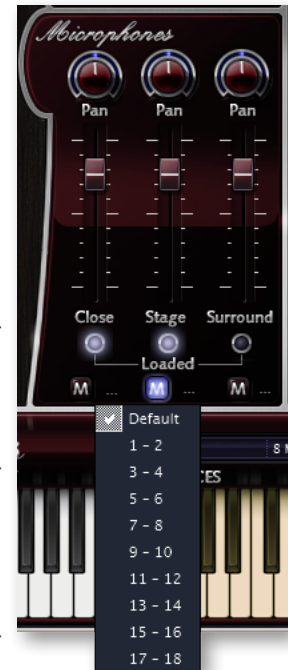 Microphones
Pan Pan Pan
Close Stage Surround
Loaded
M ... M ... M ...
Default
1 - 2
3 - 4
5 - 6
7 - 8
9 - 10
11 - 12
13 - 14
15 - 16
17 - 18